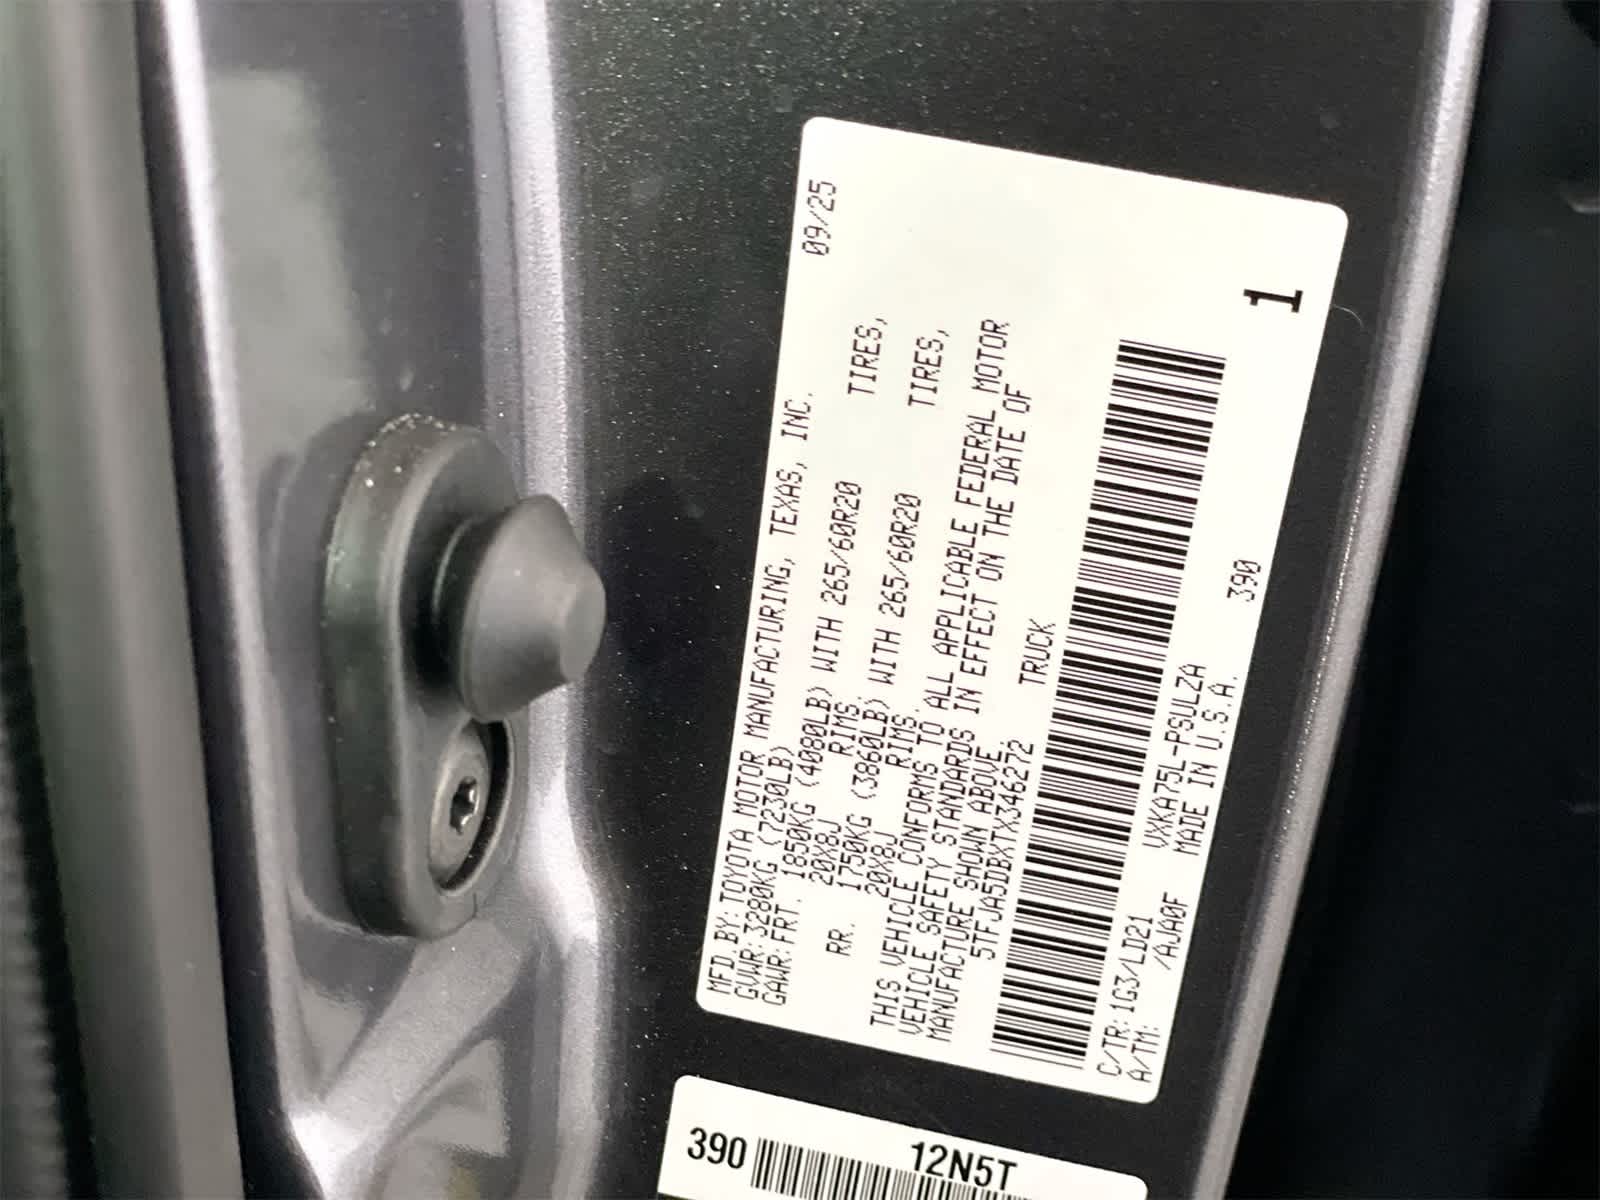 MFD.BY:TOYOTA MOTOR MANUFACTURING, TEXAS, INC. 09/25
GVWR:3280KG (7230LB)
GAWR:FRT. 1850KG (4080LB) WITH 265/60R20 TIRES,
20X8J RIMS,
RR. 1750KG (3860LB) WITH 265/60R20 TIRES,
20X8J RIMS.
THIS VEHICLE CONFORMS TO ALL APPLICABLE FEDERAL MOTOR
VEHICLE SAFETY STANDARDS IN EFFECT ON THE DATE OF
MANUFACTURE SHOWN ABOVE.
5TFJA5DBXTX346272 TRUCK
C/TR:1G3/LD21 VXKA75L-PSULZA 390
A/TM: /AJA0F MADE IN U.S.A.
1
390
12N5T